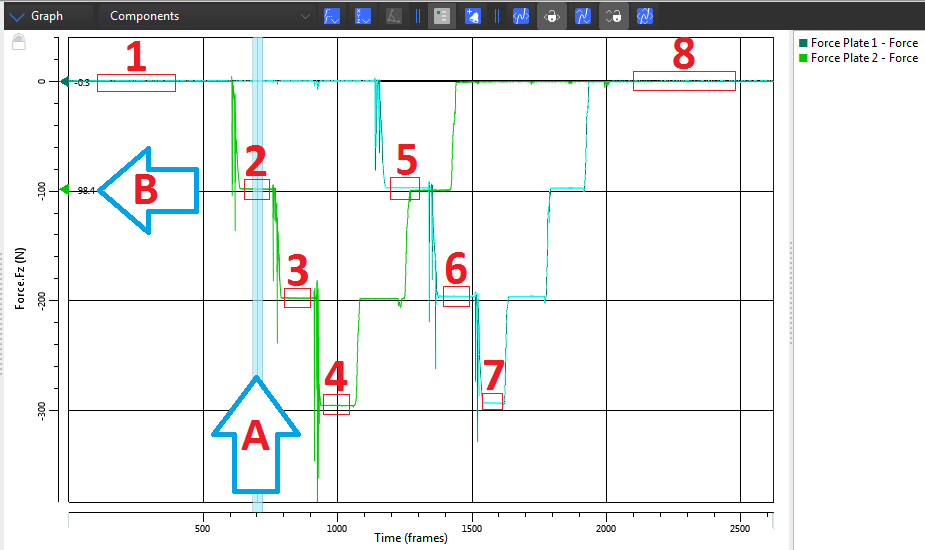 Graph
Components
Force Plate 1 - Force
Force Plate 2 - Force
1
8
0
-0.3
2
5
-100
-98.4
B
3
6
-200
Force.Fz (N)
4
7
-300
A
500
1000
1500
2000
2500
Time (frames)